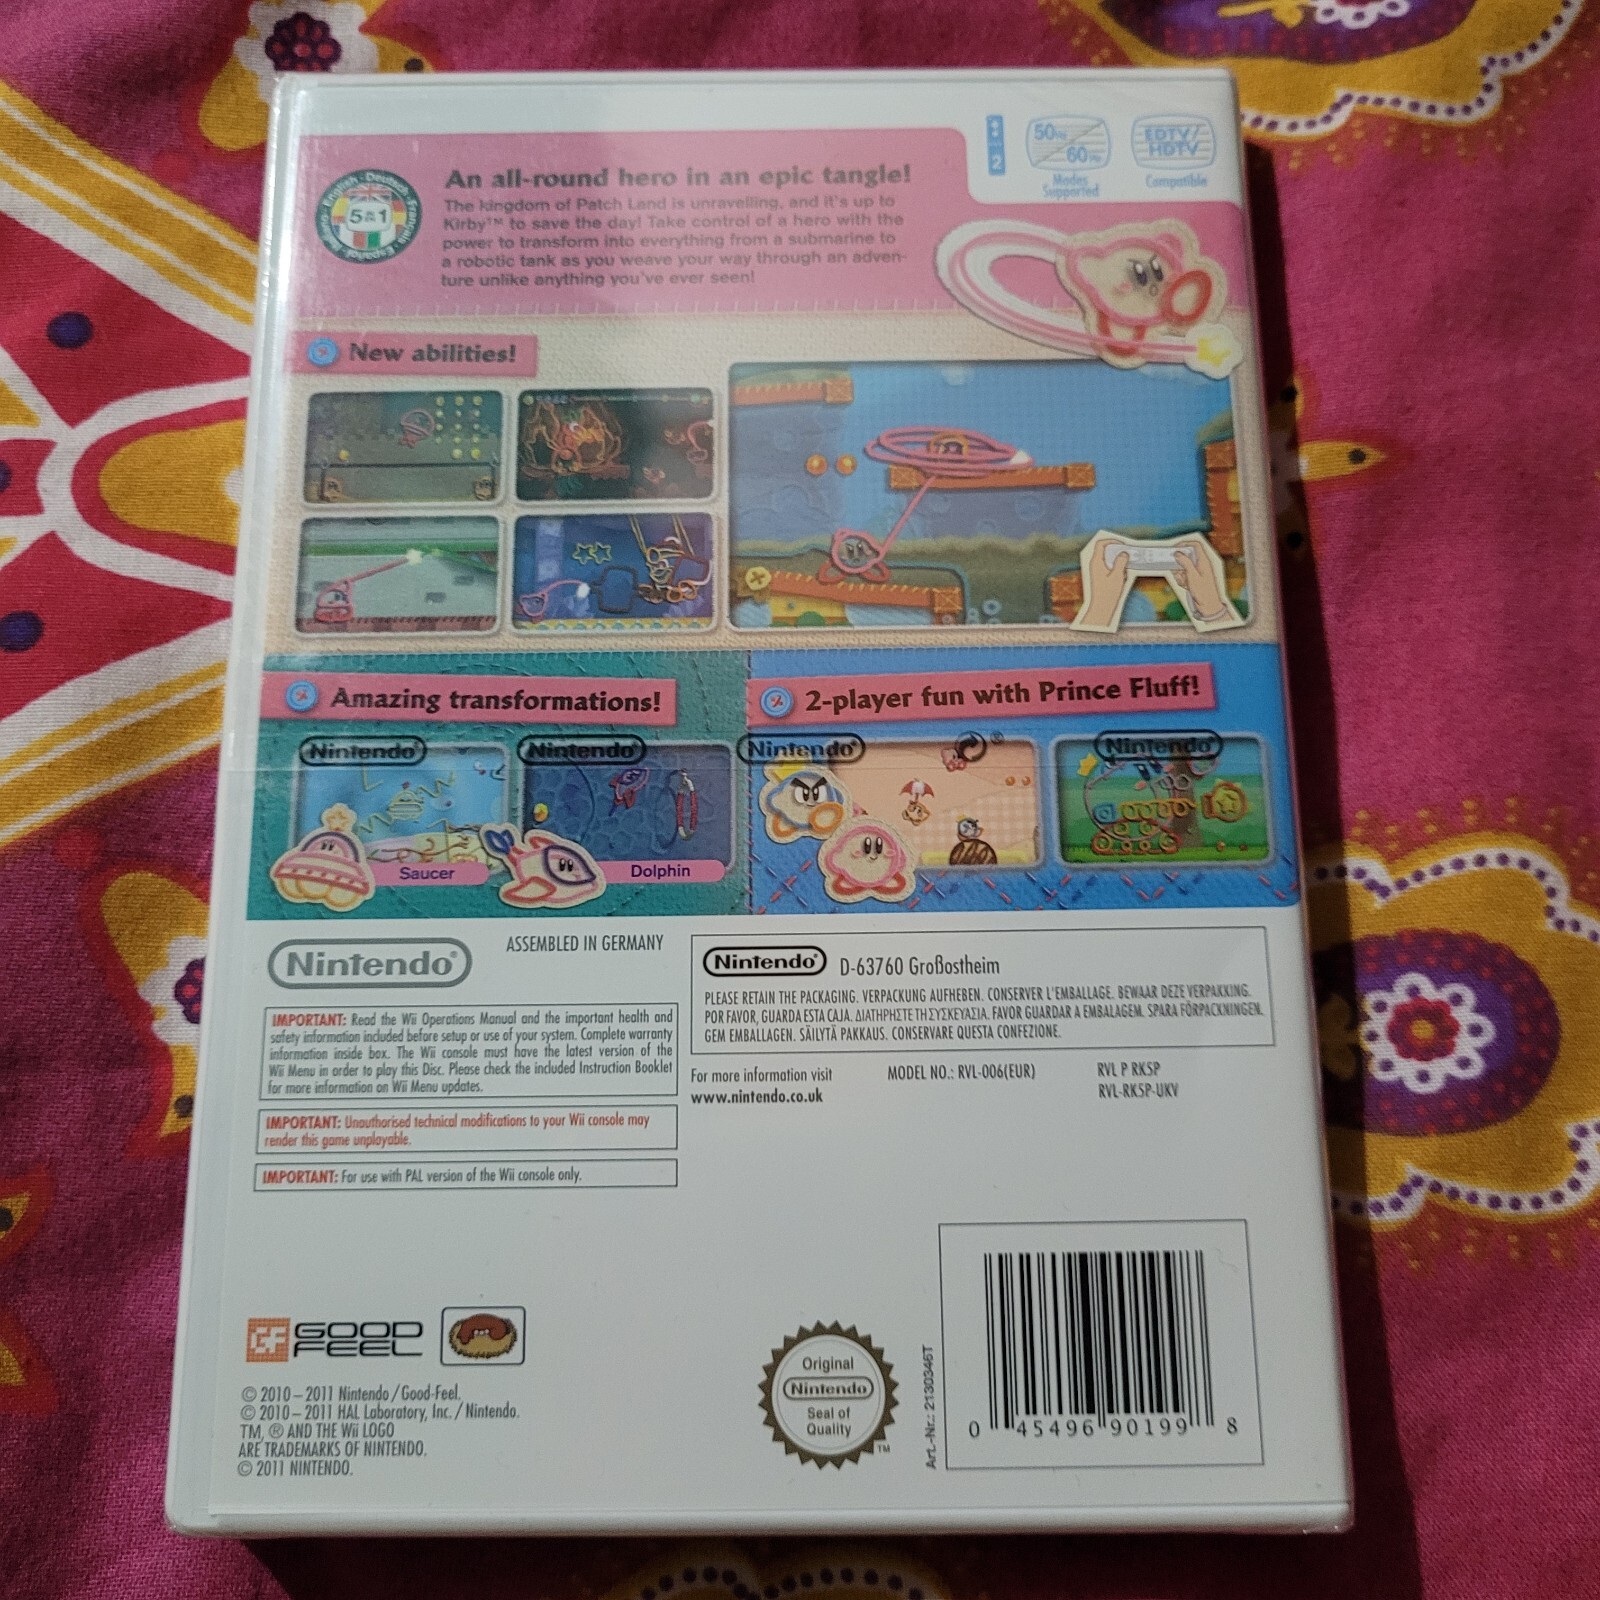 2
50Hz
60Hz
Modes
Supported
EDTV/
HDTV
Compatible
English · Deutsch · Français · Español · Italiano
5 IN 1
An all-round hero in an epic tangle!
The kingdom of Patch Land is unravelling, and it's up to
Kirby™ to save the day! Take control of a hero with the
power to transform into everything from a submarine to
a robotic tank as you weave your way through an adven-
ture unlike anything you've ever seen!
New abilities!
Amazing transformations!
2-player fun with Prince Fluff!
Nintendo®
Nintendo®
Nintendo®
®
Nintendo®
Saucer
Dolphin
Nintendo®
ASSEMBLED IN GERMANY
IMPORTANT: Read the Wii Operations Manual and the important health and
safety information included before setup or use of your system. Complete warranty
information inside box. The Wii console must have the latest version of the
Wii Menu in order to play this Disc. Please check the included Instruction Booklet
for more information on Wii Menu updates.
IMPORTANT: Unauthorised technical modifications to your Wii console may
render this game unplayable.
IMPORTANT: For use with PAL version of the Wii console only.
Nintendo® D-63760 Großostheim
PLEASE RETAIN THE PACKAGING. VERPACKUNG AUFHEBEN. CONSERVER L'EMBALLAGE. BEWAAR DEZE VERPAKKING.
POR FAVOR, GUARDA ESTA CAJA. ΔΙΑΤΗΡΗΣΤΕ ΤΗ ΣΥΣΚΕΥΑΣΙΑ. FAVOR GUARDAR A EMBALAGEM. SPARA FÖRPACKNINGEN.
GEM EMBALLAGEN. SÄILYTÄ PAKKAUS. CONSERVARE QUESTA CONFEZIONE.
For more information visit
www.nintendo.co.uk
MODEL NO.: RVL-006(EUR)
RVL P RK5P
RVL-RK5P-UKV
GF GOOD
FEEL
© 2010 – 2011 Nintendo / Good-Feel.
© 2010 – 2011 HAL Laboratory, Inc. / Nintendo.
TM, ® AND THE Wii LOGO
ARE TRADEMARKS OF NINTENDO.
© 2011 NINTENDO.
Original
Nintendo
Seal of
Quality
TM
Art.-Nr.: 2130346T
0 45496 90199 8